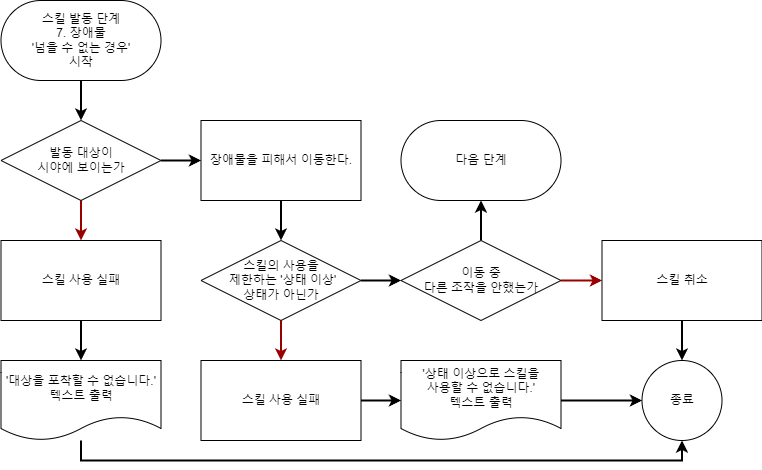 스킬 발동 단계
7. 장애물
'넘을 수 없는 경우'
시작
발동 대상이
시야에 보이는가
장애물을 피해서 이동한다.
다음 단계
스킬 사용 실패
스킬의 사용을
제한하는 '상태 이상'
상태가 아닌가
이동 중
다른 조작을 안했는가
스킬 취소
'대상을 포착할 수 없습니다.'
텍스트 출력
스킬 사용 실패
'상태 이상으로 스킬을
사용할 수 없습니다.'
텍스트 출력
종료